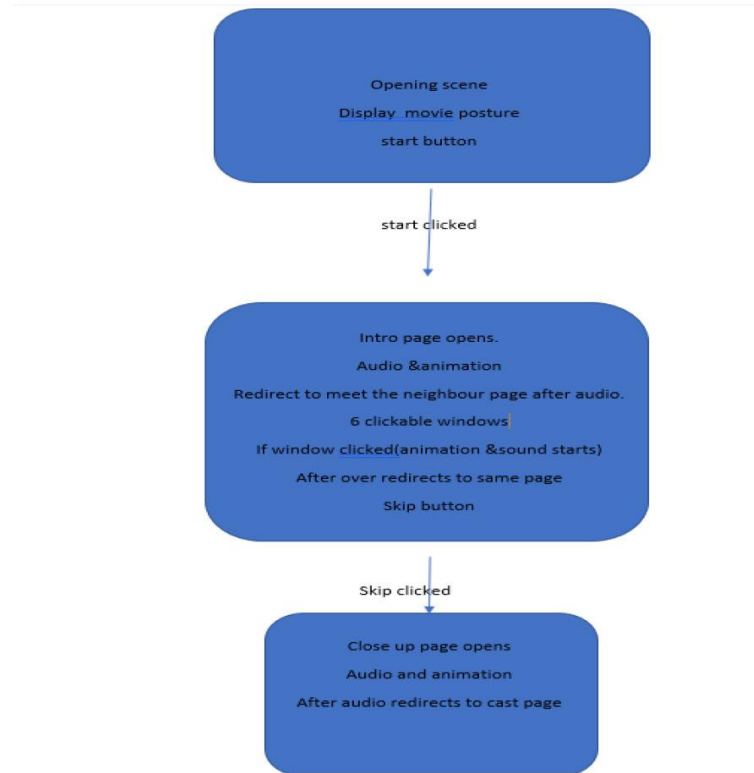 Opening scene
Display movie posture
start button
start clicked
Intro page opens.
Audio &animation
Redirect to meet the neighbour page after audio.
6 clickable windows
If window clicked(animation &sound starts)
After over redirects to same page
Skip button
Skip clicked
Close up page opens
Audio and animation
After audio redirects to cast page